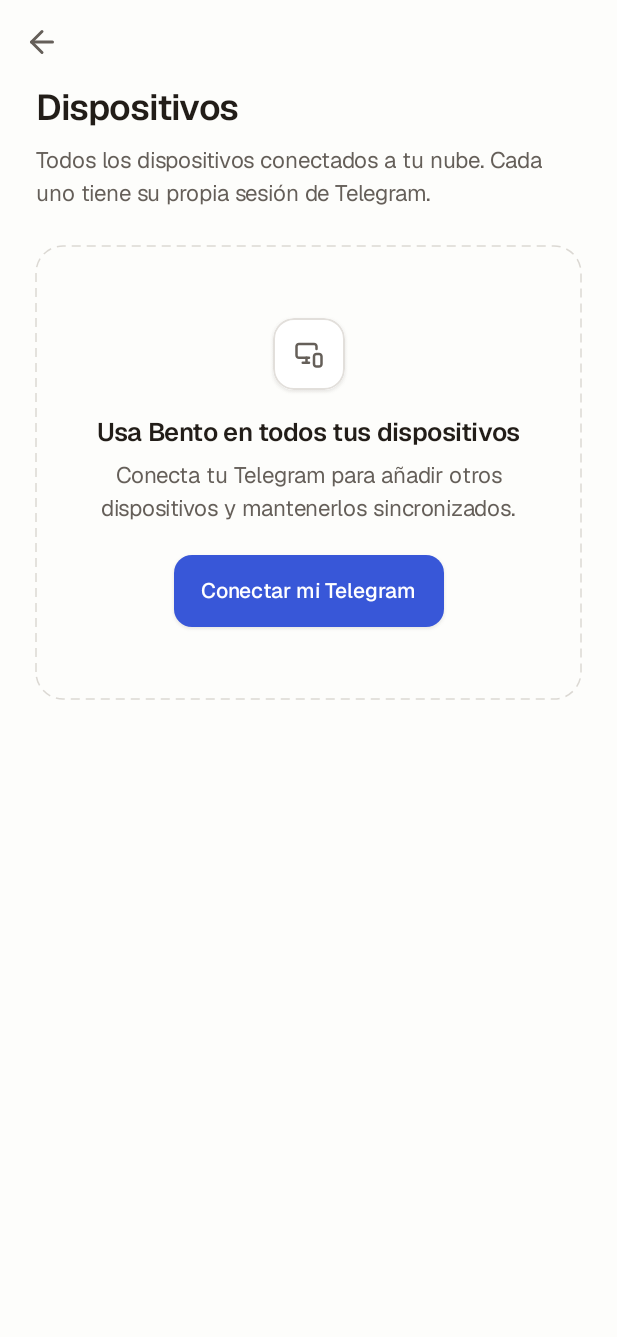 Dispositivos
Todos los dispositivos conectados a tu nube. Cada
uno tiene su propia sesión de Telegram.
Usa Bento en todos tus dispositivos
Conecta tu Telegram para añadir otros
dispositivos y mantenerlos sincronizados.
Conectar mi Telegram